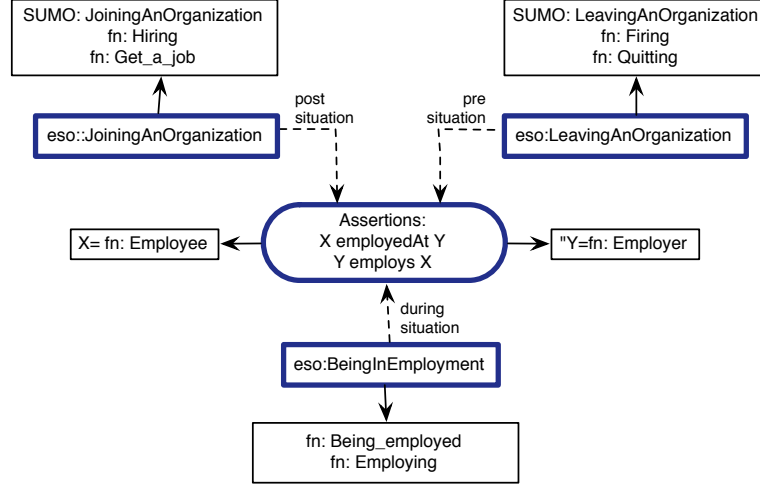 SUMO: JoiningAnOrganization
fn: Hiring
fn: Get_a_job
SUMO: LeavingAnOrganization
fn: Firing
fn: Quitting
eso::JoiningAnOrganization
post
situation
pre
situation
eso:LeavingAnOrganization
Assertions:
X employedAt Y
Y employs X
X= fn: Employee
"Y=fn: Employer
during
situation
eso:BeingInEmployment
fn: Being_employed
fn: Employing